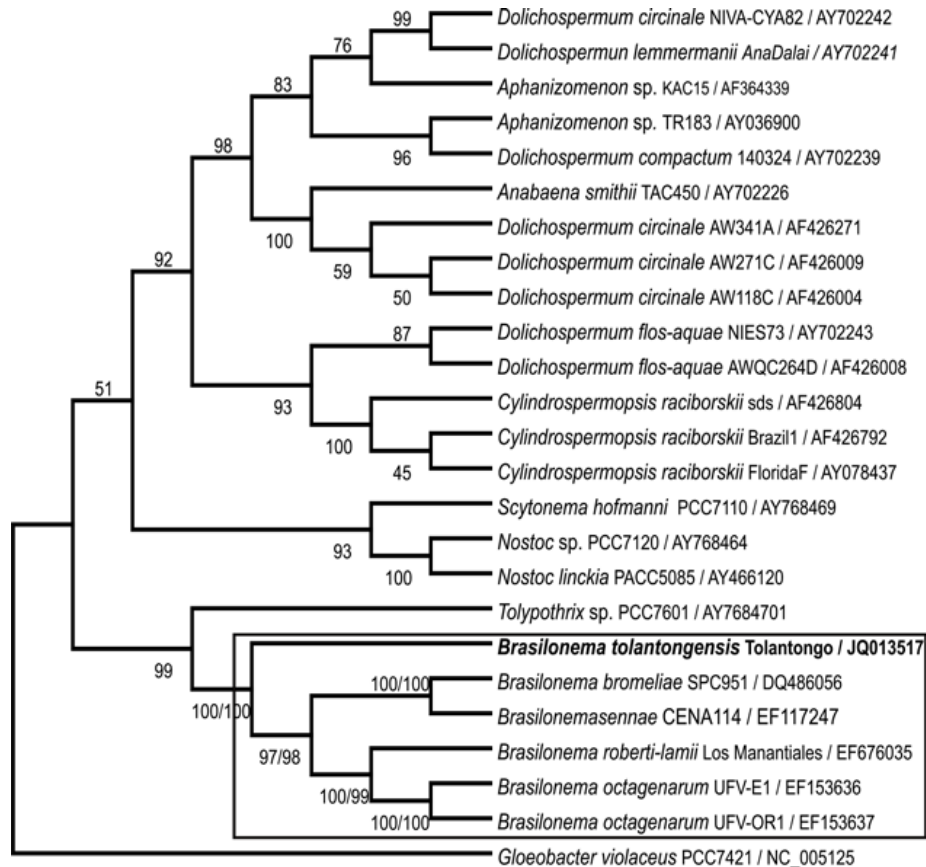 99
Dolichospermum circinale NIVA-CYA82 / AY702242
Dolichospermun lemmermanii AnaDalai / AY702241
76
Aphanizomenon sp. KAC15 / AF364339
83
Aphanizomenon sp. TR183 / AY036900
96
Dolichospermum compactum 140324 / AY702239
98
Anabaena smithii TAC450 / AY702226
100
Dolichospermum circinale AW341A / AF426271
92
59
Dolichospermum circinale AW271C / AF426009
50
Dolichospermum circinale AW118C / AF426004
87
Dolichospermum flos-aquae NIES73 / AY702243
Dolichospermum flos-aquae AWQC264D / AF426008
51
93
Cylindrospermopsis raciborskii sds / AF426804
100
Cylindrospermopsis raciborskii Brazil1 / AF426792
45
Cylindrospermopsis raciborskii FloridaF / AY078437
Scytonema hofmanni PCC7110 / AY768469
93
Nostoc sp. PCC7120 / AY768464
100
Nostoc linckia PACC5085 / AY466120
Tolypothrix sp. PCC7601 / AY7684701
99
Brasilonema tolantongensis Tolantongo / JQ013517
100/100
100/100
Brasilonema bromeliae SPC951 / DQ486056
Brasilonemasennae CENA114 / EF117247
97/98
Brasilonema roberti-lamii Los Manantiales / EF676035
100/99
Brasilonema octagenarum UFV-E1 / EF153636
100/100
Brasilonema octagenarum UFV-OR1 / EF153637
Gloeobacter violaceus PCC7421 / NC_005125